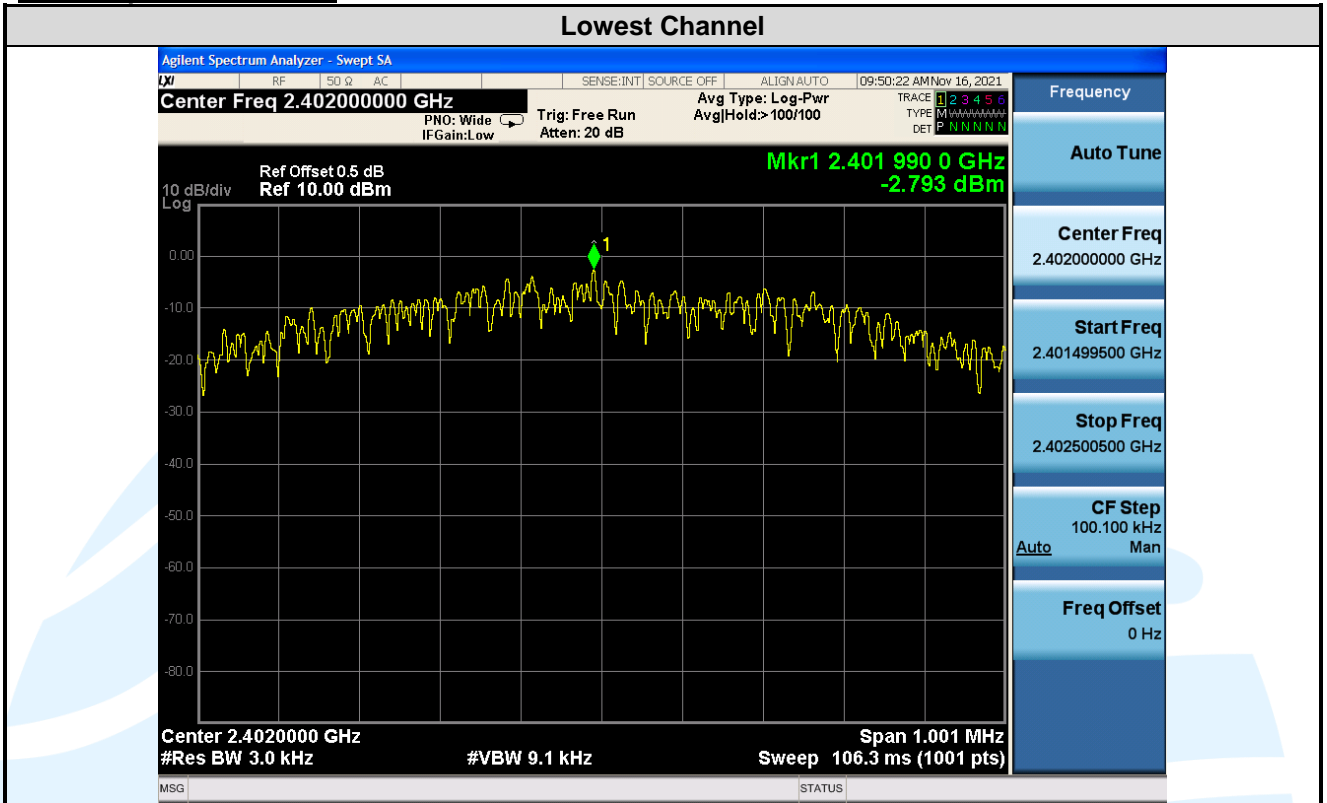 Lowest Channel
Agilent Spectrum Analyzer - Swept SA
LXI RF 50 Ω AC SENSE:INT SOURCE OFF ALIGN AUTO 09:50:22 AM Nov 16, 2021
Center Freq 2.402000000 GHz
PNO: Wide
IFGain:Low
Trig: Free Run
Atten: 20 dB
Avg Type: Log-Pwr
Avg|Hold:>100/100
TRACE 1 2 3 4 5 6
TYPE M WWWWW
DET P N N N N N
Mkr1 2.401 990 0 GHz
-2.793 dBm
Ref Offset 0.5 dB
10 dB/div Ref 10.00 dBm
Log
1
0.00
-10.0
-20.0
-30.0
-40.0
-50.0
-60.0
-70.0
-80.0
Center 2.4020000 GHz Span 1.001 MHz
#Res BW 3.0 kHz #VBW 9.1 kHz Sweep 106.3 ms (1001 pts)
MSG STATUS
Frequency
Auto Tune
Center Freq
2.402000000 GHz
Start Freq
2.401499500 GHz
Stop Freq
2.402500500 GHz
CF Step
100.100 kHz
Auto Man
Freq Offset
0 Hz